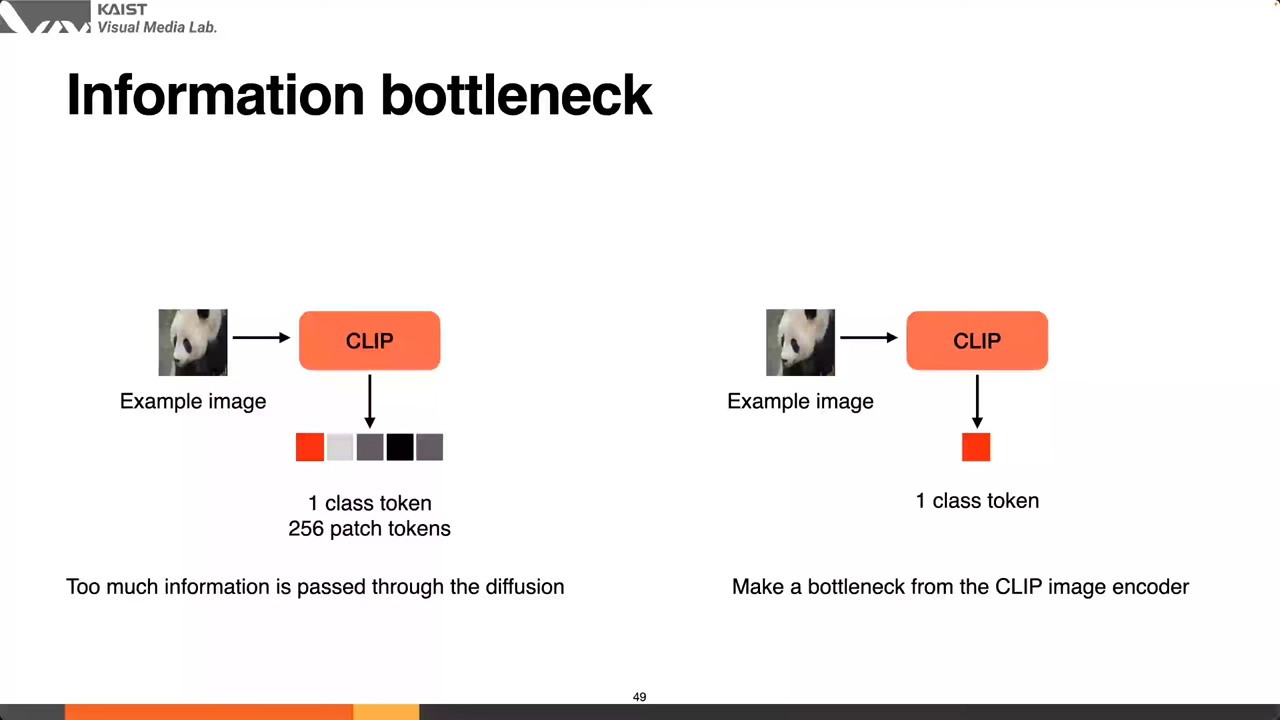 KAIST
Visual Media Lab.
Information bottleneck
CLIP
Example image
1 class token
256 patch tokens
Too much information is passed through the diffusion
CLIP
Example image
1 class token
Make a bottleneck from the CLIP image encoder
49